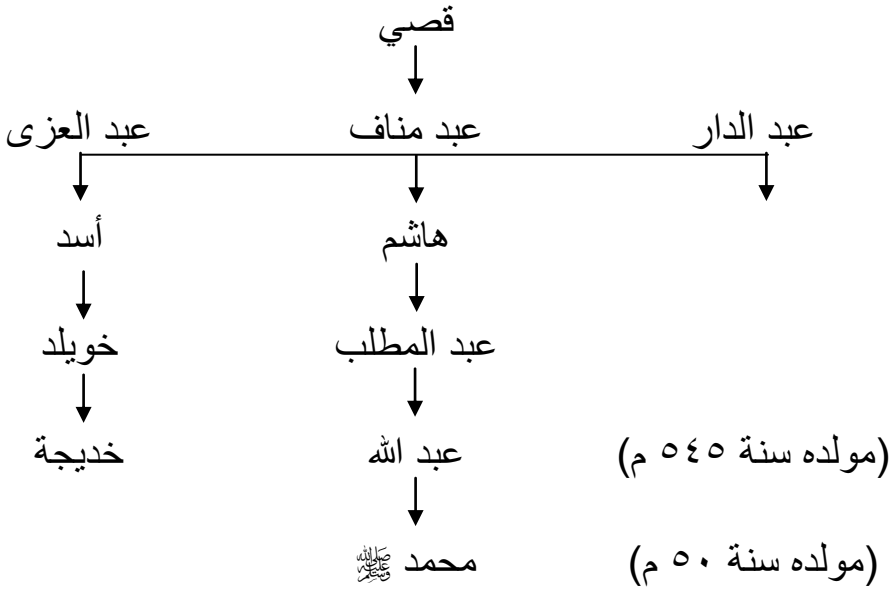 قصي
عبد الدار عبد مناف عبد العزى
هاشم أسد
عبد المطلب خويلد
(مولده سنة ٥٤٥ م) عبد الله خديجة
(مولده سنة ٥٠ م) محمد ﷺ